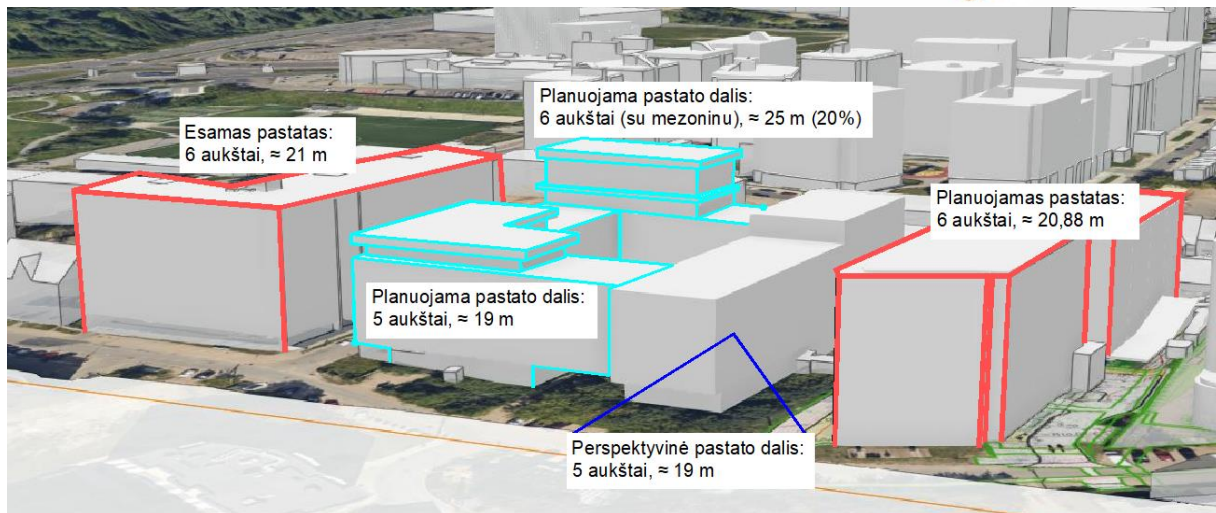 Planuojama pastato dalis:
6 aukštai (su mezoninu), ≈ 25 m (20%)
Esamas pastatas:
6 aukštai, ≈ 21 m
Planuojamas pastatas:
6 aukštai, ≈ 20,88 m
Planuojama pastato dalis:
5 aukštai, ≈ 19 m
Perspektyvinė pastato dalis:
5 aukštai, ≈ 19 m